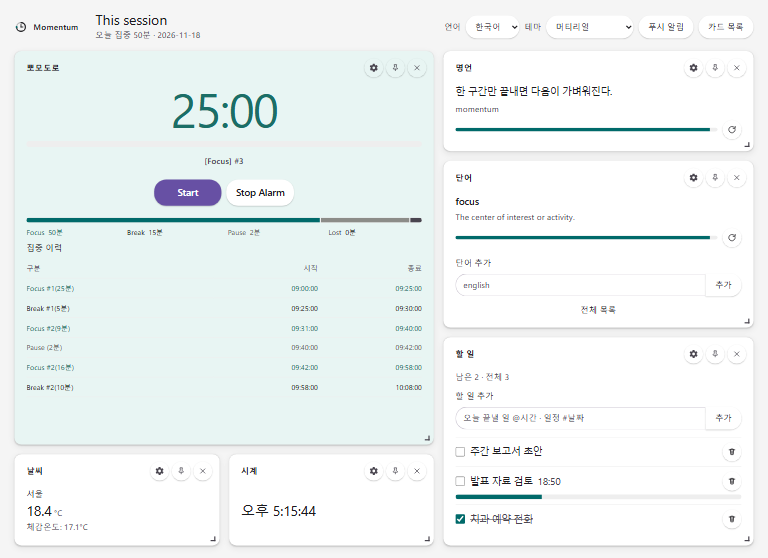 Momentum
This session
오늘 집중 50분 · 2026-11-18
언어
한국어
테마
머티리얼
푸시 알림
카드 목록
뽀모도로
25:00
[Focus] #3
Start
Stop Alarm
Focus 50분
Break 15분
Pause 2분
Lost 0분
집중 이력
구분 시작 종료
Focus #1(25분) 09:00:00 09:25:00
Break #1(5분) 09:25:00 09:30:00
Focus #2(9분) 09:31:00 09:40:00
Pause (2분) 09:40:00 09:42:00
Focus #2(16분) 09:42:00 09:58:00
Break #2(10분) 09:58:00 10:08:00
날씨
서울
18.4 °C
체감온도: 17.1°C
시계
오후 5:15:44
명언
한 구간만 끝내면 다음이 가벼워진다.
momentum
단어
focus
The center of interest or activity.
단어 추가
english
추가
전체 목록
할 일
남은 2 · 전체 3
할 일 추가
오늘 끝낼 일 @시간 · 일정 #날짜
추가
주간 보고서 초안
발표 자료 검토 18:50
치과 예약 전화